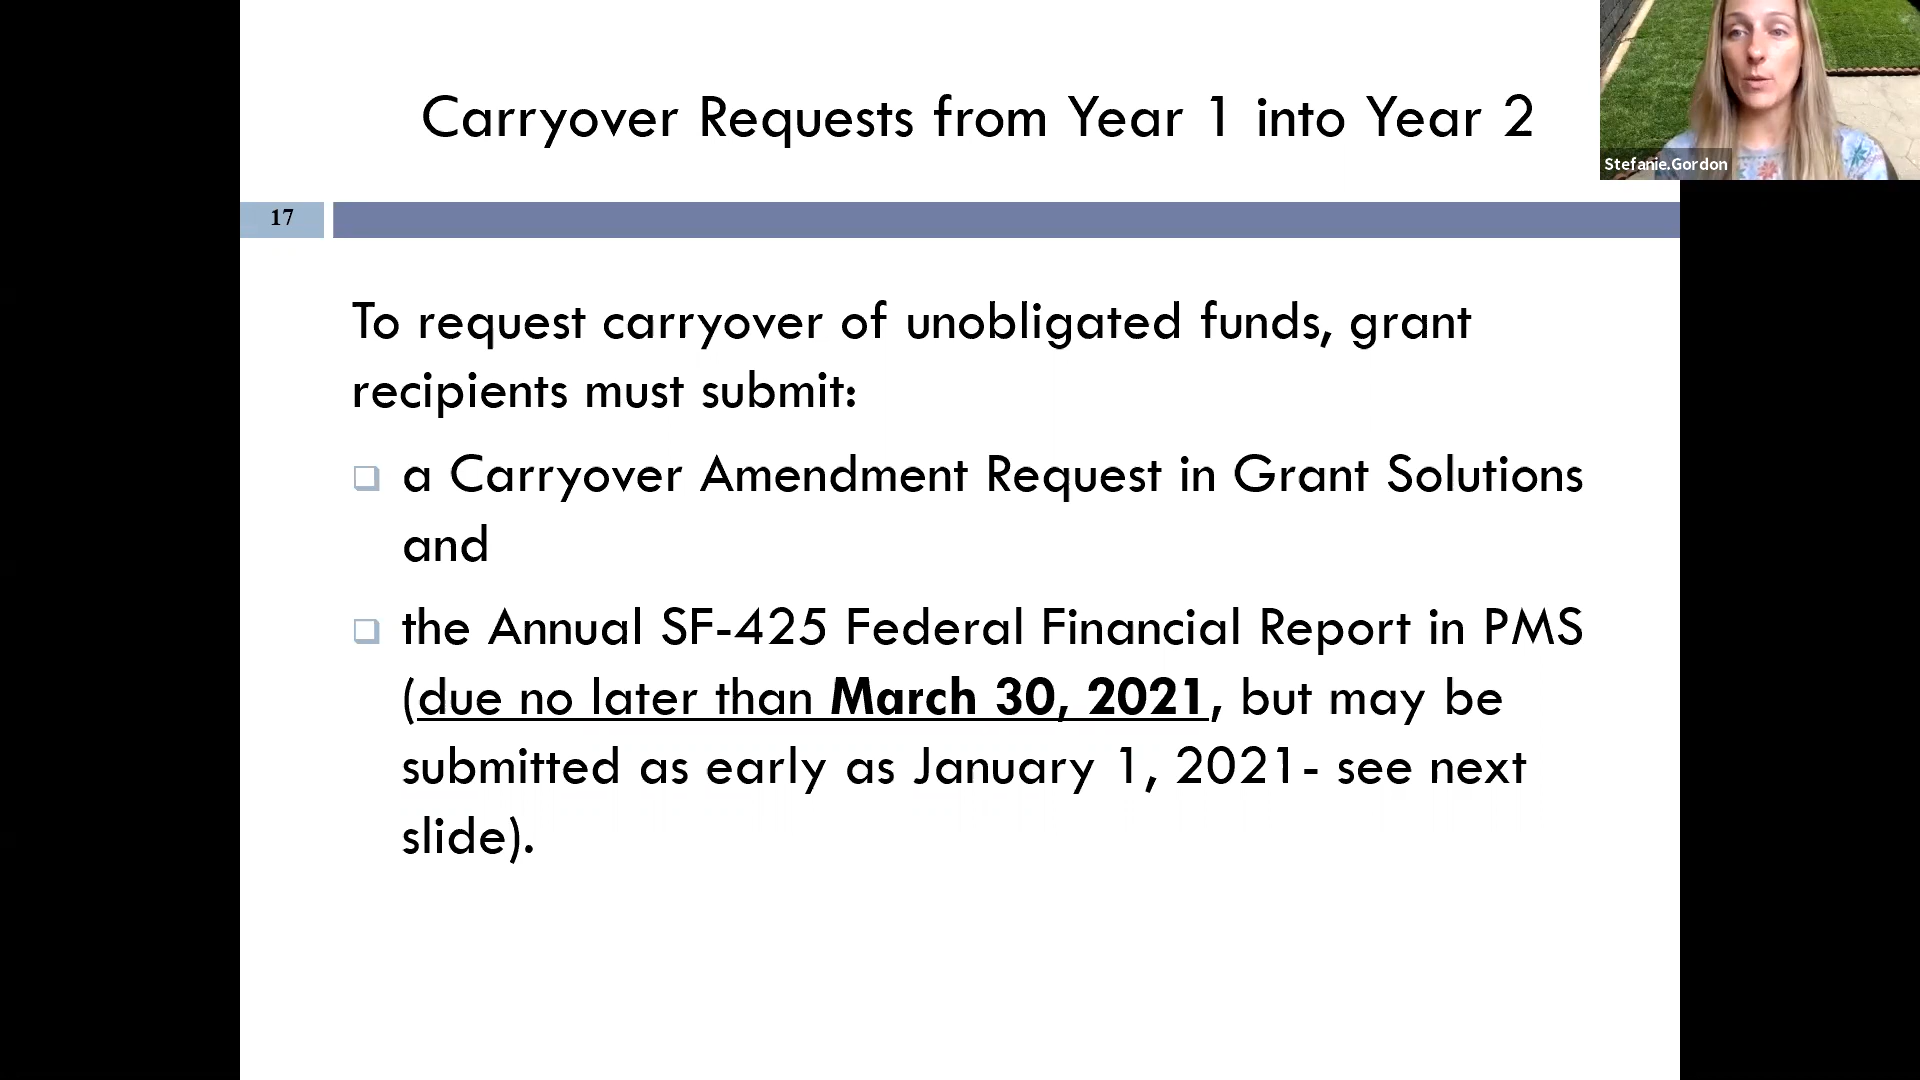 Carryover Requests from Year 1 into Year 2
Stefanie.Gordon
17
To request carryover of unobligated funds, grant
recipients must submit:
a Carryover Amendment Request in Grant Solutions
and
the Annual SF-425 Federal Financial Report in PMS
(due no later than March 30, 2021, but may be
submitted as early as January 1, 2021- see next
slide).